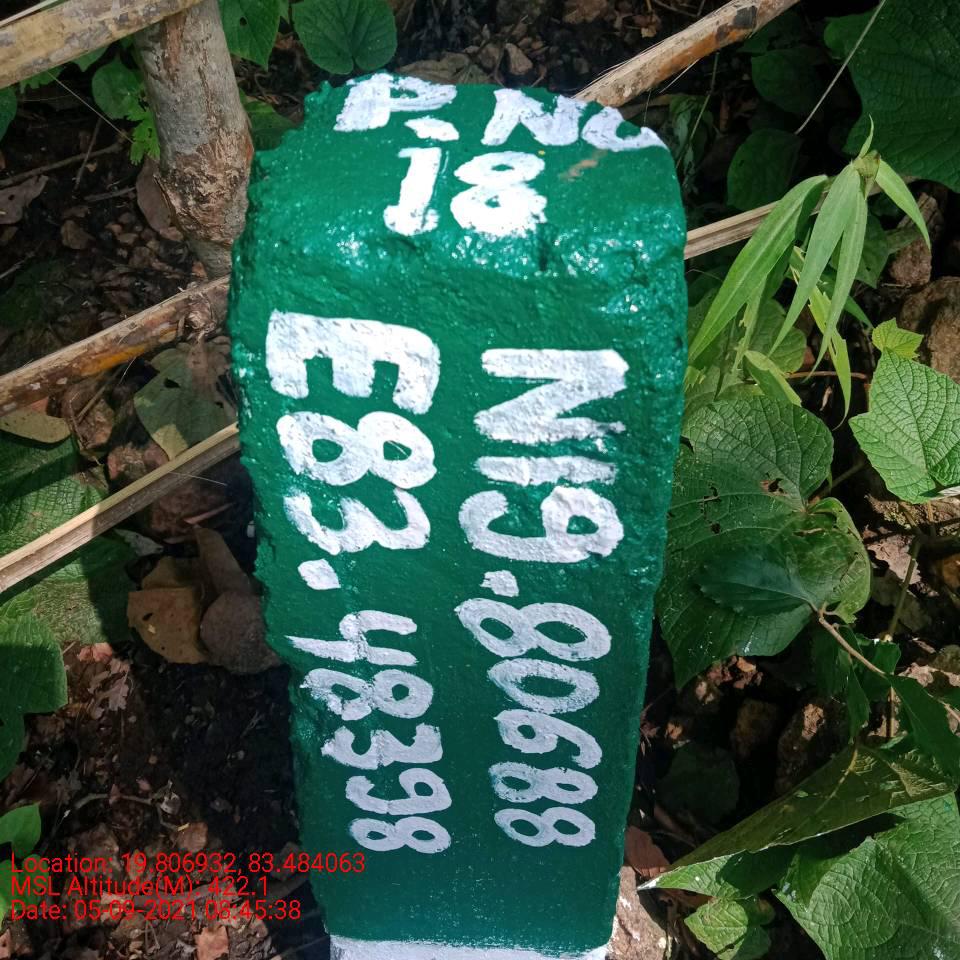 P. NO
18
N19.80688
E83.48398
Location: 19.806932, 83.484063
MSL Altitude(M): 422.1
Date: 05-09-2021 08:45:38